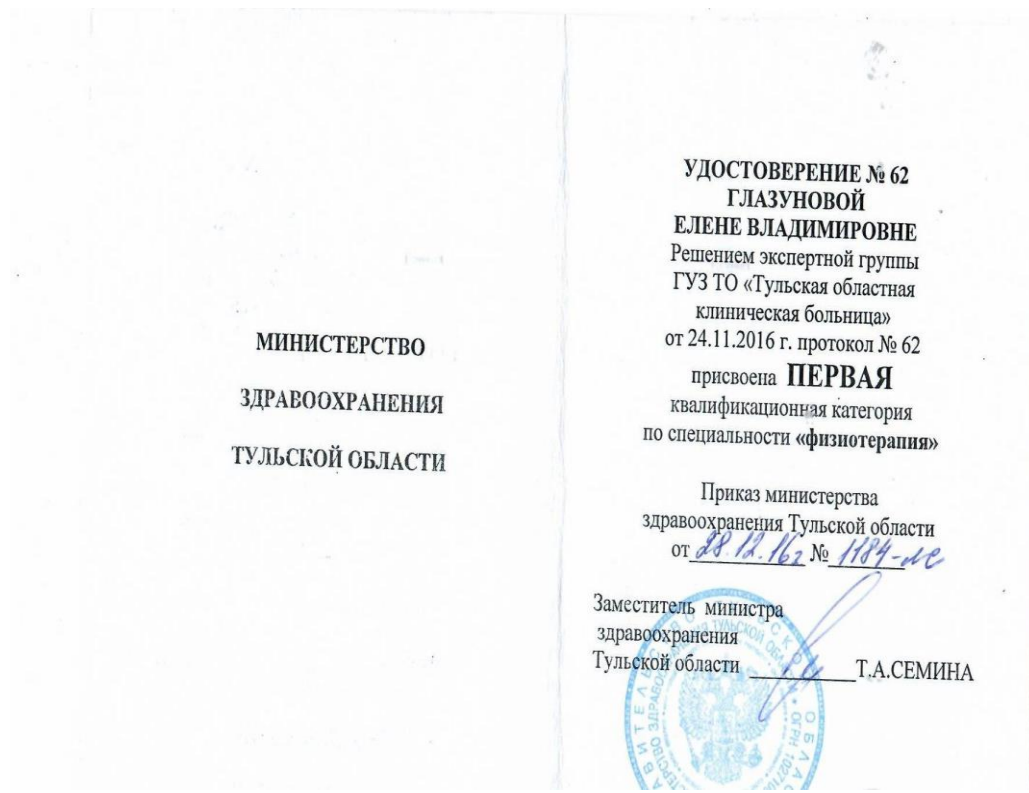 МИНИСТЕРСТВО
ЗДРАВООХРАНЕНИЯ
ТУЛЬСКОЙ ОБЛАСТИ
УДОСТОВЕРЕНИЕ № 62
ГЛАЗУНОВОЙ
ЕЛЕНЕ ВЛАДИМИРОВНЕ
Решением экспертной группы
ГУЗ ТО «Тульская областная
клиническая больница»
от 24.11.2016 г. протокол № 62
присвоена ПЕРВАЯ
квалификационная категория
по специальности «физиотерапия»
Приказ министерства
здравоохранения Тульской области
от 28.12.16г № 1184-лс
Заместитель министра
здравоохранения
Тульской области Т.А.СЕМИНА